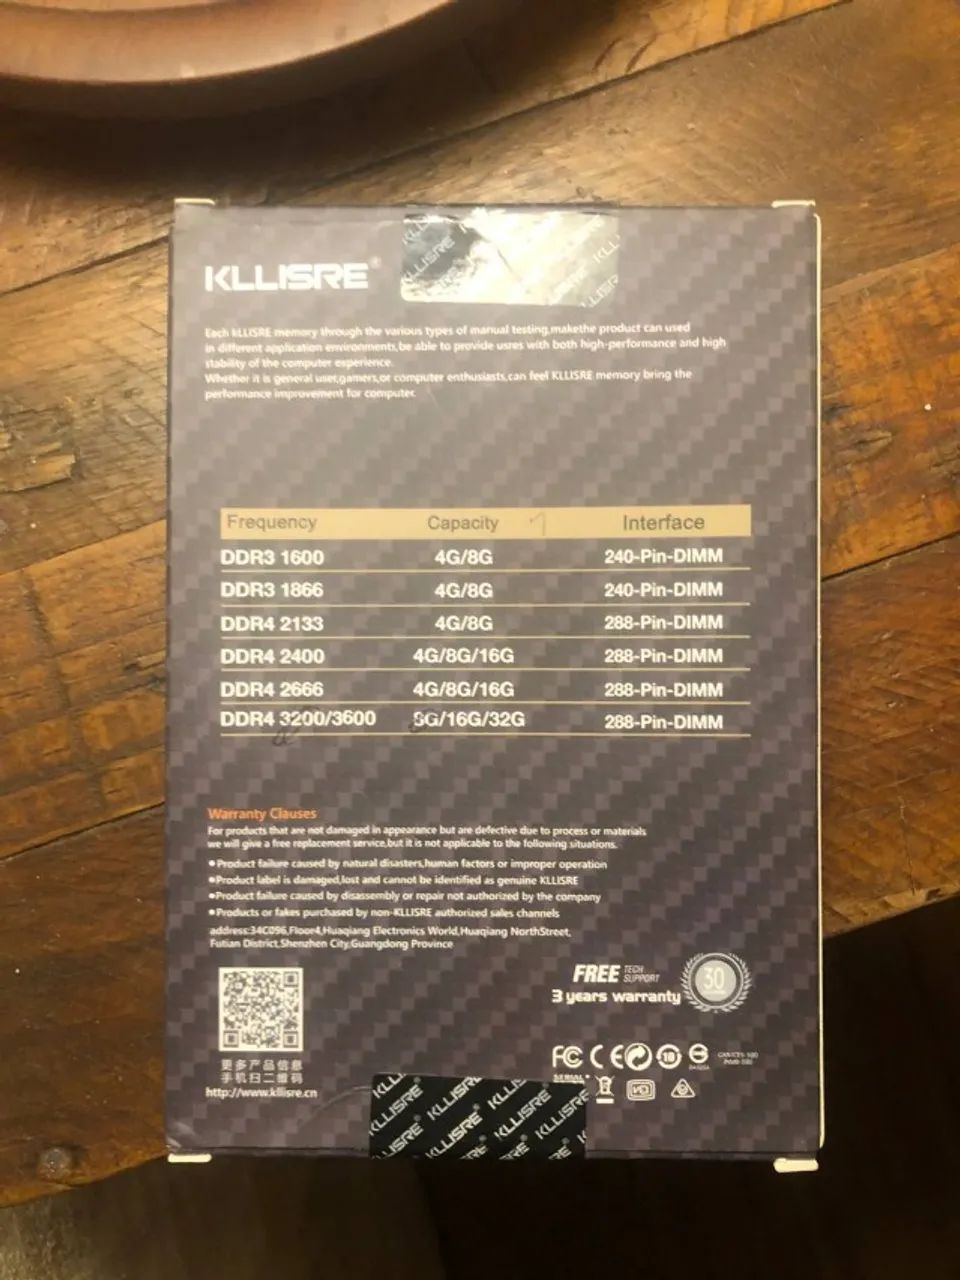 KLLISRE®
Each kLLISRE memory through the various types of manual testing,makethe product can used
in different application environments,be able to provide usres with both high-performance and high
stability of the computer experience.
Whether it is general user,gamers,or computer enthusiasts,can feel KLLISRE memory bring the
performance improvement for computer.
Frequency Capacity Interface
DDR3 1600 4G/8G 240-Pin-DIMM
DDR3 1866 4G/8G 240-Pin-DIMM
DDR4 2133 4G/8G 288-Pin-DIMM
DDR4 2400 4G/8G/16G 288-Pin-DIMM
DDR4 2666 4G/8G/16G 288-Pin-DIMM
DDR4 3200/3600 8G/16G/32G 288-Pin-DIMM
Warranty Clauses
For products that are not damaged in appearance but are defective due to process or materials
we will give a free replacement service,but it is not applicable to the following situations.
●Product failure caused by natural disasters,human factors or improper operation
●Product label is damaged,lost and cannot be identified as genuine KLLISRE
●Product failure caused by disassembly or repair not authorized by the company
●Products or fakes purchased by non-KLLISRE authorized sales channels
address:34C096,Floor4,Huaqiang Electronics World,Huaqiang NorthStreet,
Futian District,Shenzhen City,Guangdong Province
FREE TECH SUPPORT
3 years warranty
30
更多产品信息
手机扫二维码
http://www.kllisre.cn
FC CE 10
KLLISRE KLLISRE KLLISRE